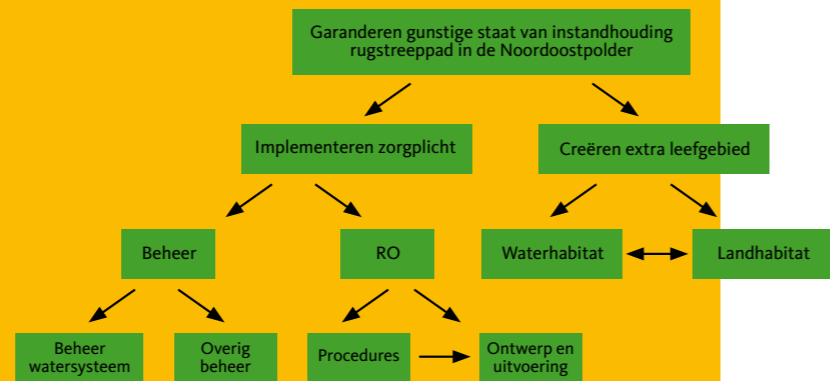 Garanderen gunstige staat van instandhouding
rugstreeppad in de Noordoostpolder
Implementeren zorgplicht
Creëren extra leefgebied
Beheer
RO
Waterhabitat
Landhabitat
Beheer
watersysteem
Overig
beheer
Procedures
Ontwerp en
uitvoering